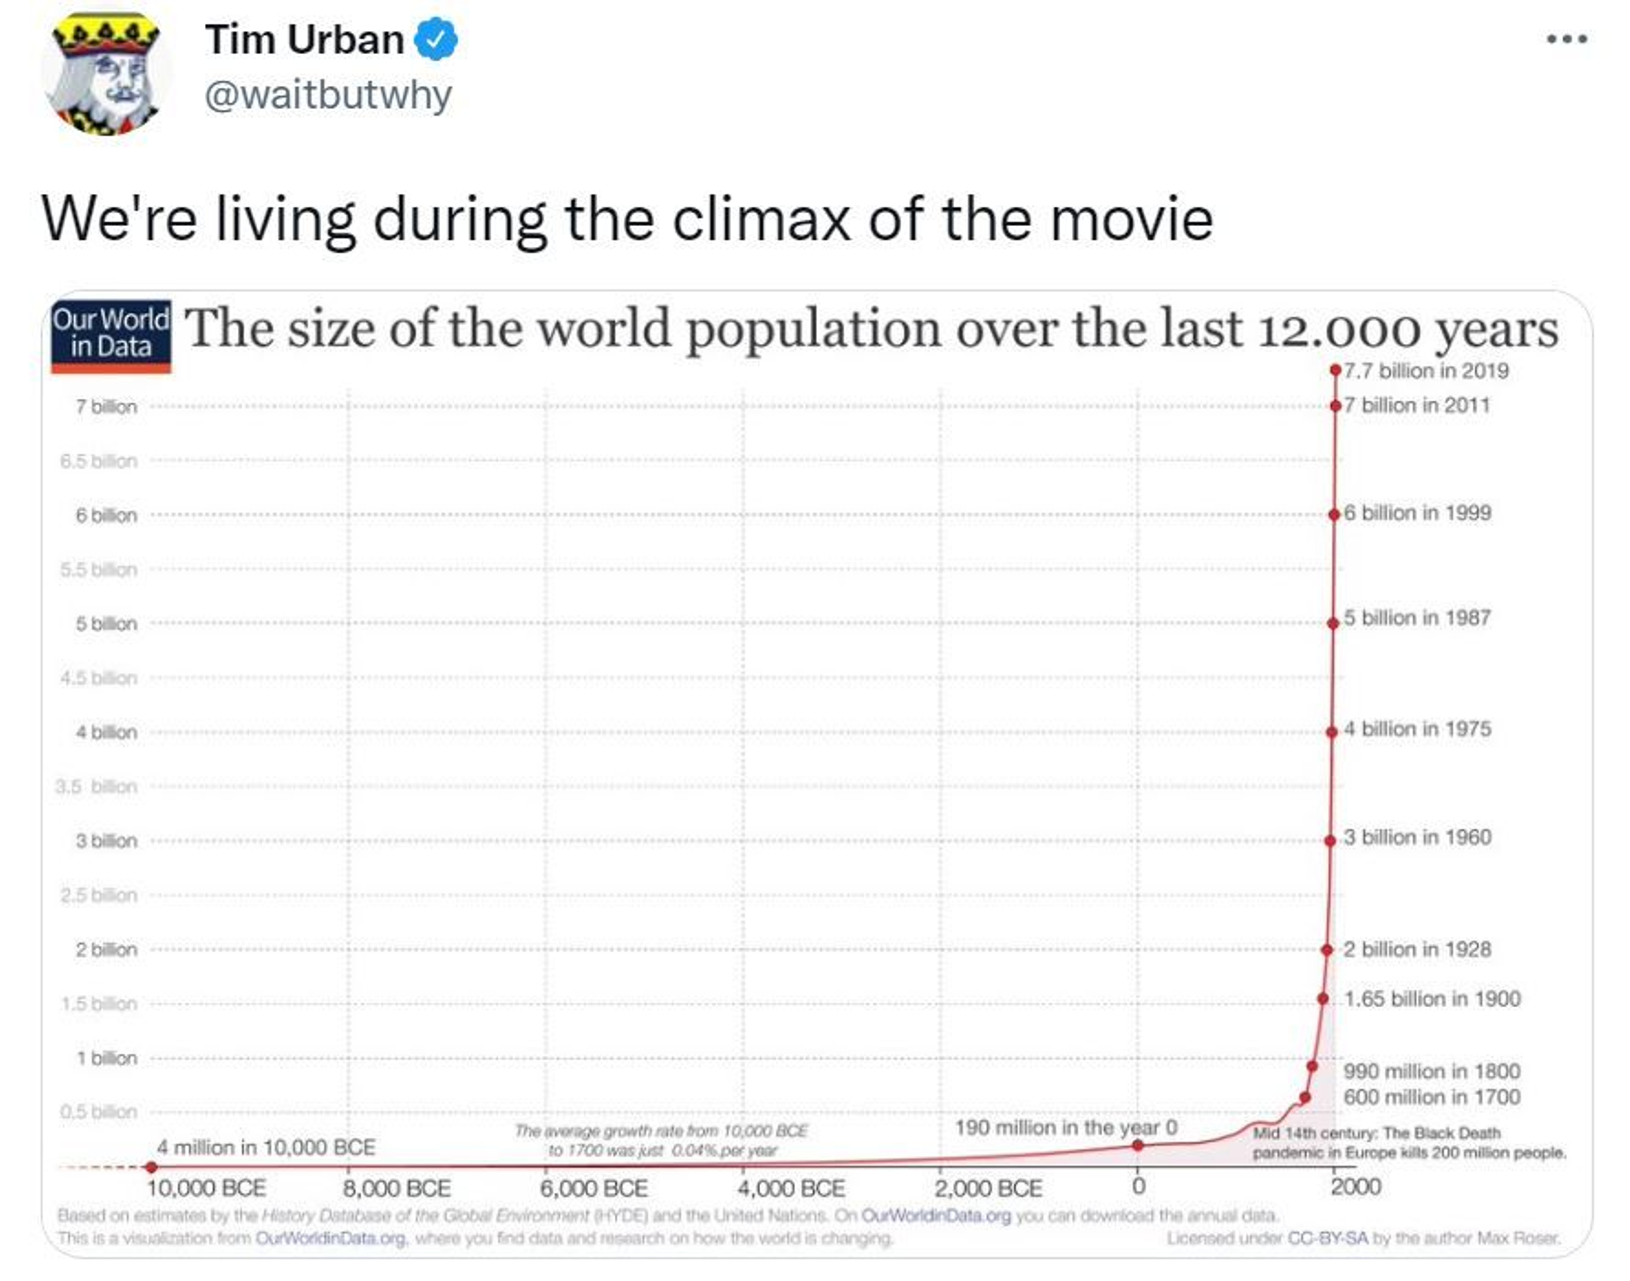 Tim Urban
@waitbutwhy
We're living during the climax of the movie
Our World
in Data
The size of the world population over the last 12.000 years
7.7 billion in 2019
7 billion
7 billion in 2011
6.5 billion
6 billion
6 billion in 1999
5.5 billion
5 billion
5 billion in 1987
4.5 billion
4 billion
4 billion in 1975
3.5 billion
3 billion
3 billion in 1960
2.5 billion
2 billion
2 billion in 1928
1.5 billion
1.65 billion in 1900
1 billion
990 million in 1800
600 million in 1700
0.5 billion
The average growth rate from 10,000 BCE
to 1700 was just 0.04% per year
190 million in the year 0
Mid 14th century: The Black Death
pandemic in Europe kills 200 million people.
4 million in 10,000 BCE
10,000 BCE
8,000 BCE
6,000 BCE
4,000 BCE
2,000 BCE
0
2000
Based on estimates by the History Database of the Global Environment (HYDE) and the United Nations. On OurWorldinData.org you can download the annual data.
This is a visualization from OurWorldinData.org, where you find data and research on how the world is changing.
Licensed under CC-BY-SA by the author Max Roser.